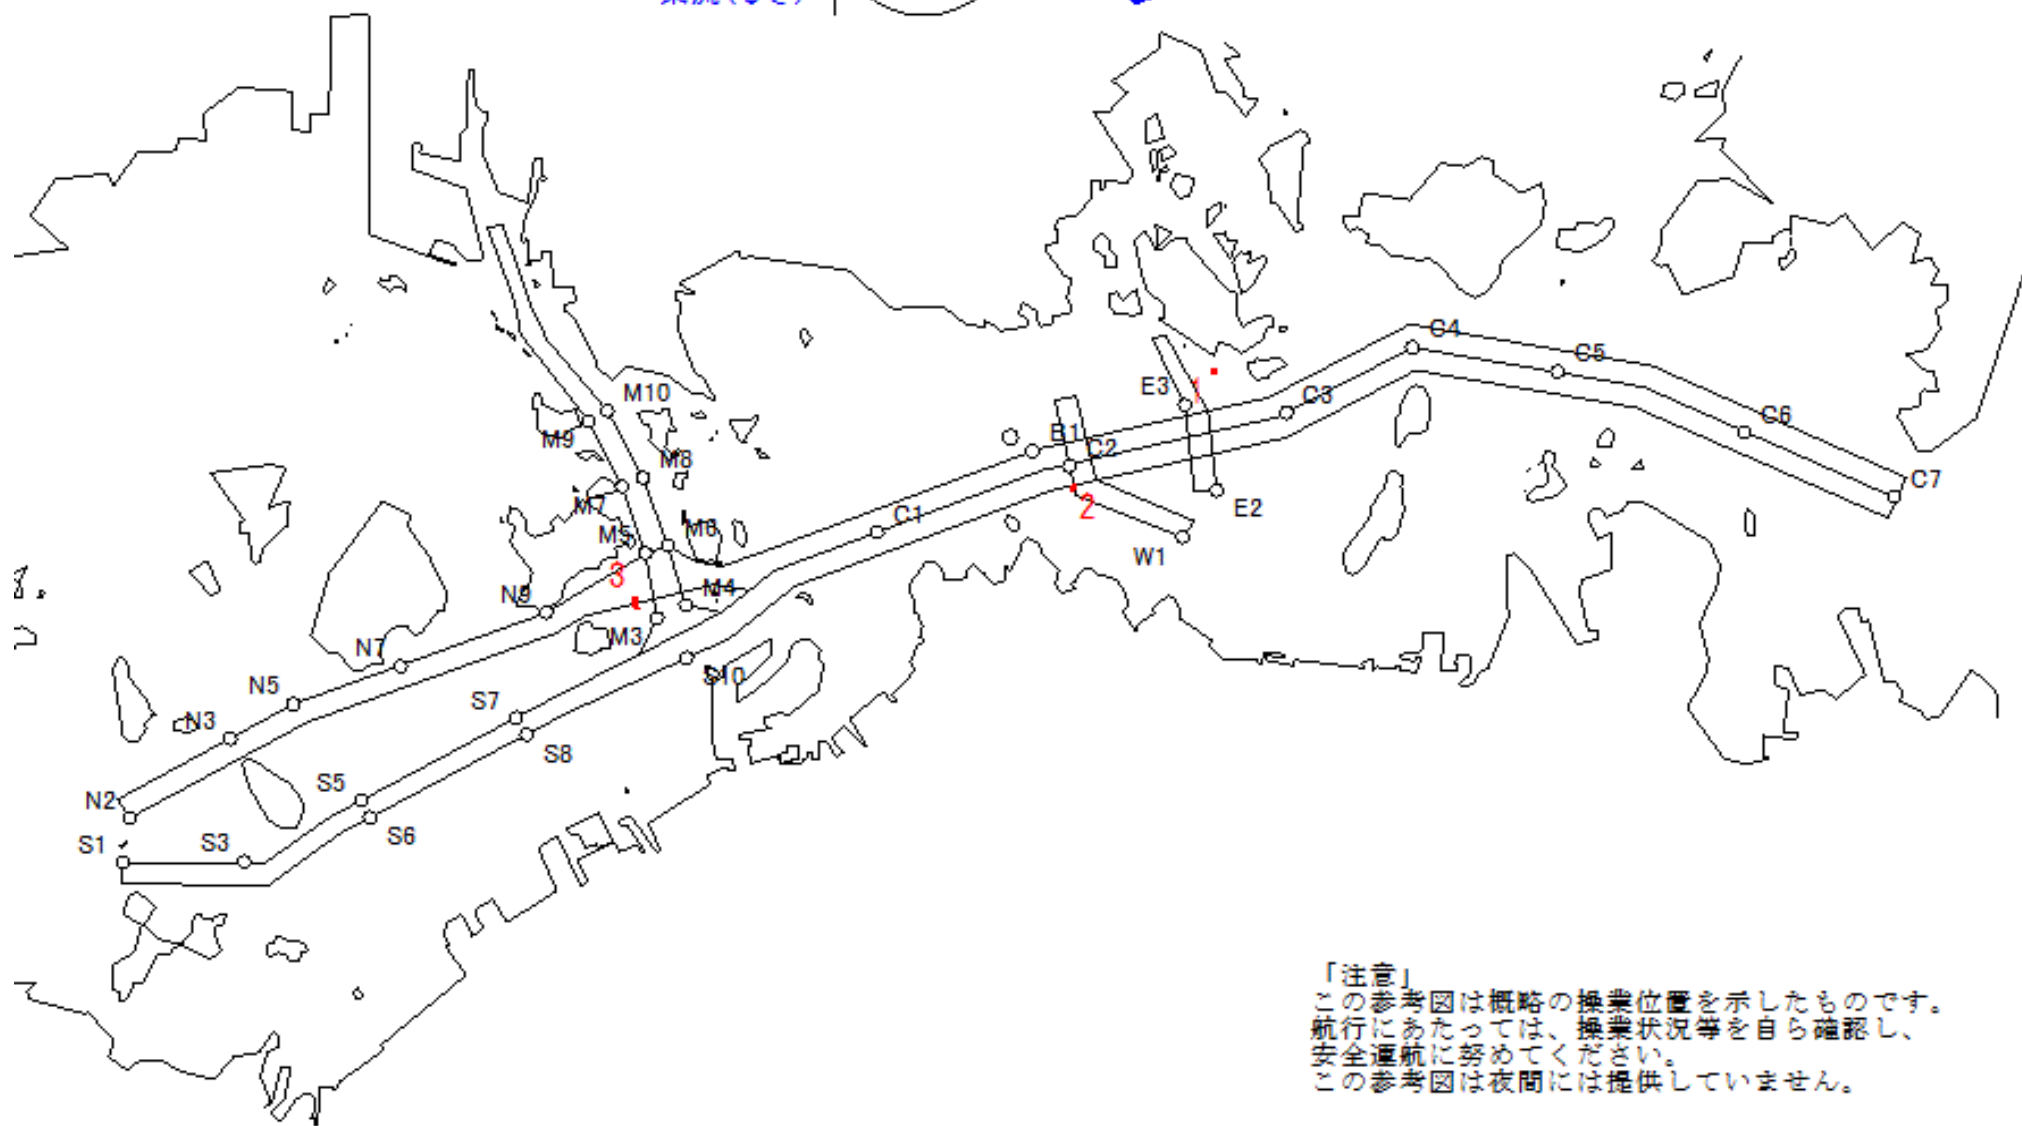 C4
C5
M10
E3
1
C3
M9
B1
C6
C2
M8
C7
M7
2
E2
M5
M6
C1
W1
3
N9
M4
M3
N7
S10
N5
S7
N3
S8
S5
N2
S6
S1
S3
「注意」
この参考図は概略の操業位置を示したものです。
航行にあたっては、操業状況等を自ら確認し、
安全運航に努めてください。
この参考図は夜間には提供していません。